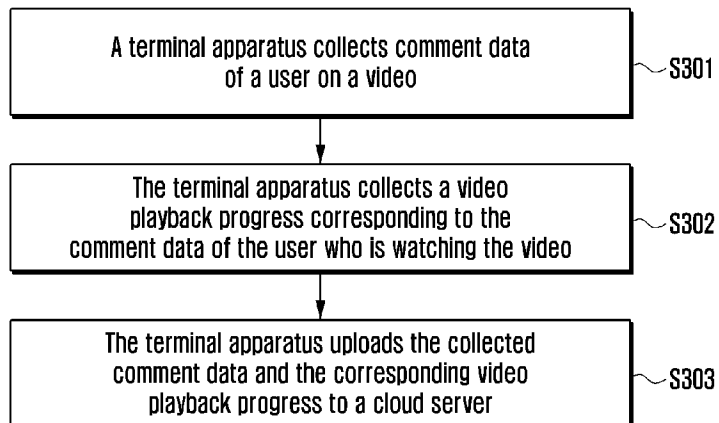 A terminal apparatus collects comment data
of a user on a video
S301
The terminal apparatus collects a video
playback progress corresponding to the
comment data of the user who is watching the video
S302
The terminal apparatus uploads the collected
comment data and the corresponding video
playback progress to a cloud server
S303